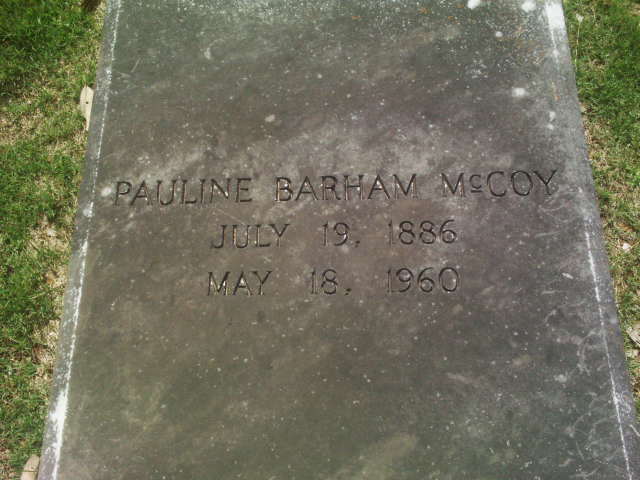 PAULINE BARHAM McCOY
JULY 19, 1886
MAY 18, 1960